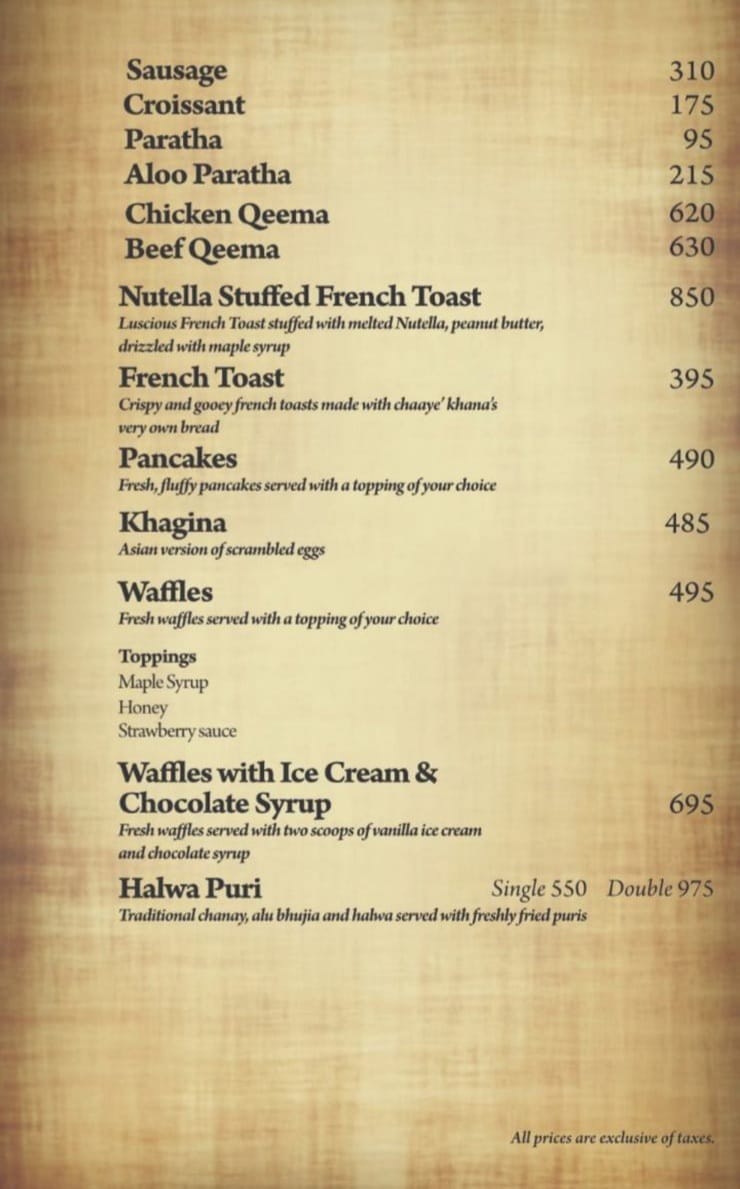 Sausage 310
Croissant 175
Paratha 95
Aloo Paratha 215
Chicken Qeema 620
Beef Qeema 630
Nutella Stuffed French Toast 850
Luscious French Toast stuffed with melted Nutella, peanut butter,
drizzled with maple syrup
French Toast 395
Crispy and gooey french toasts made with chaaye' khana's
very own bread
Pancakes 490
Fresh, fluffy pancakes served with a topping of your choice
Khagina 485
Asian version of scrambled eggs
Waffles 495
Fresh waffles served with a topping of your choice
Toppings
Maple Syrup
Honey
Strawberry sauce
Waffles with Ice Cream &
Chocolate Syrup 695
Fresh waffles served with two scoops of vanilla ice cream
and chocolate syrup
Halwa Puri Single 550 Double 975
Traditional chanay, alu bhujia and halwa served with freshly fried puris
All prices are exclusive of taxes.